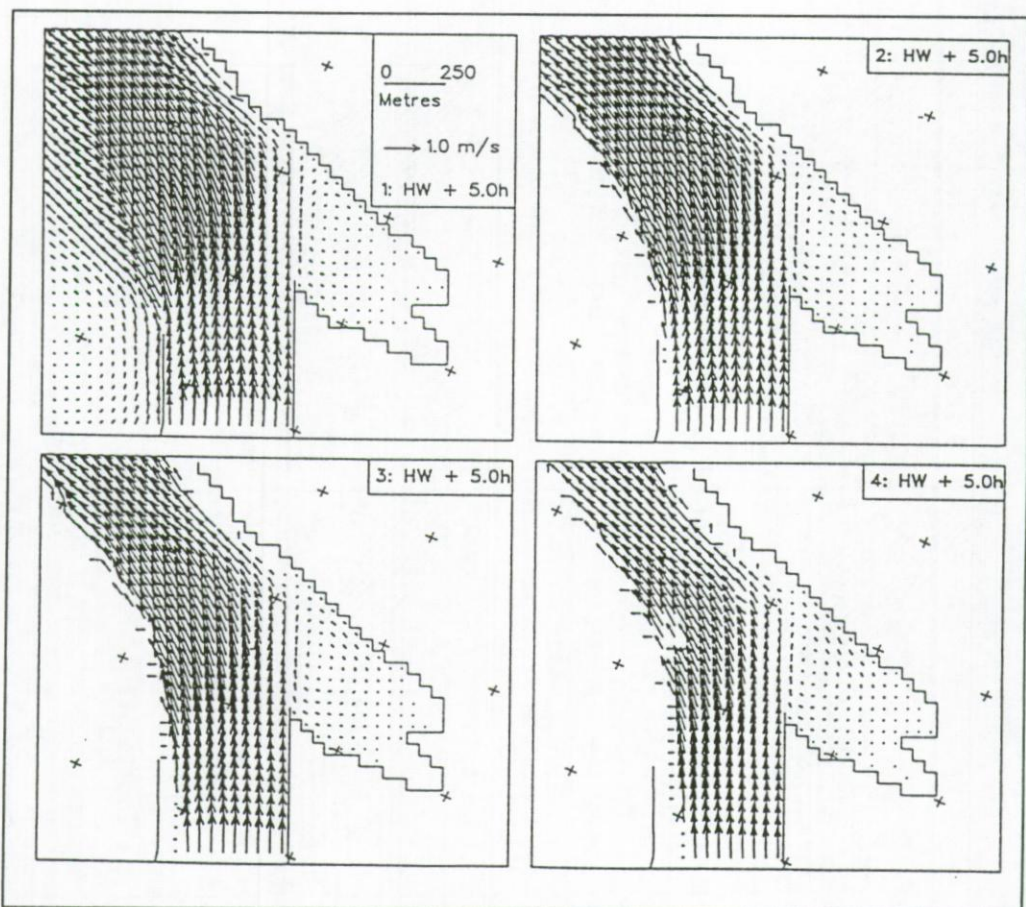 0 250
Metres
1.0 m/s
1: HW + 5.0h
2: HW + 5.0h
3: HW + 5.0h
4: HW + 5.0h